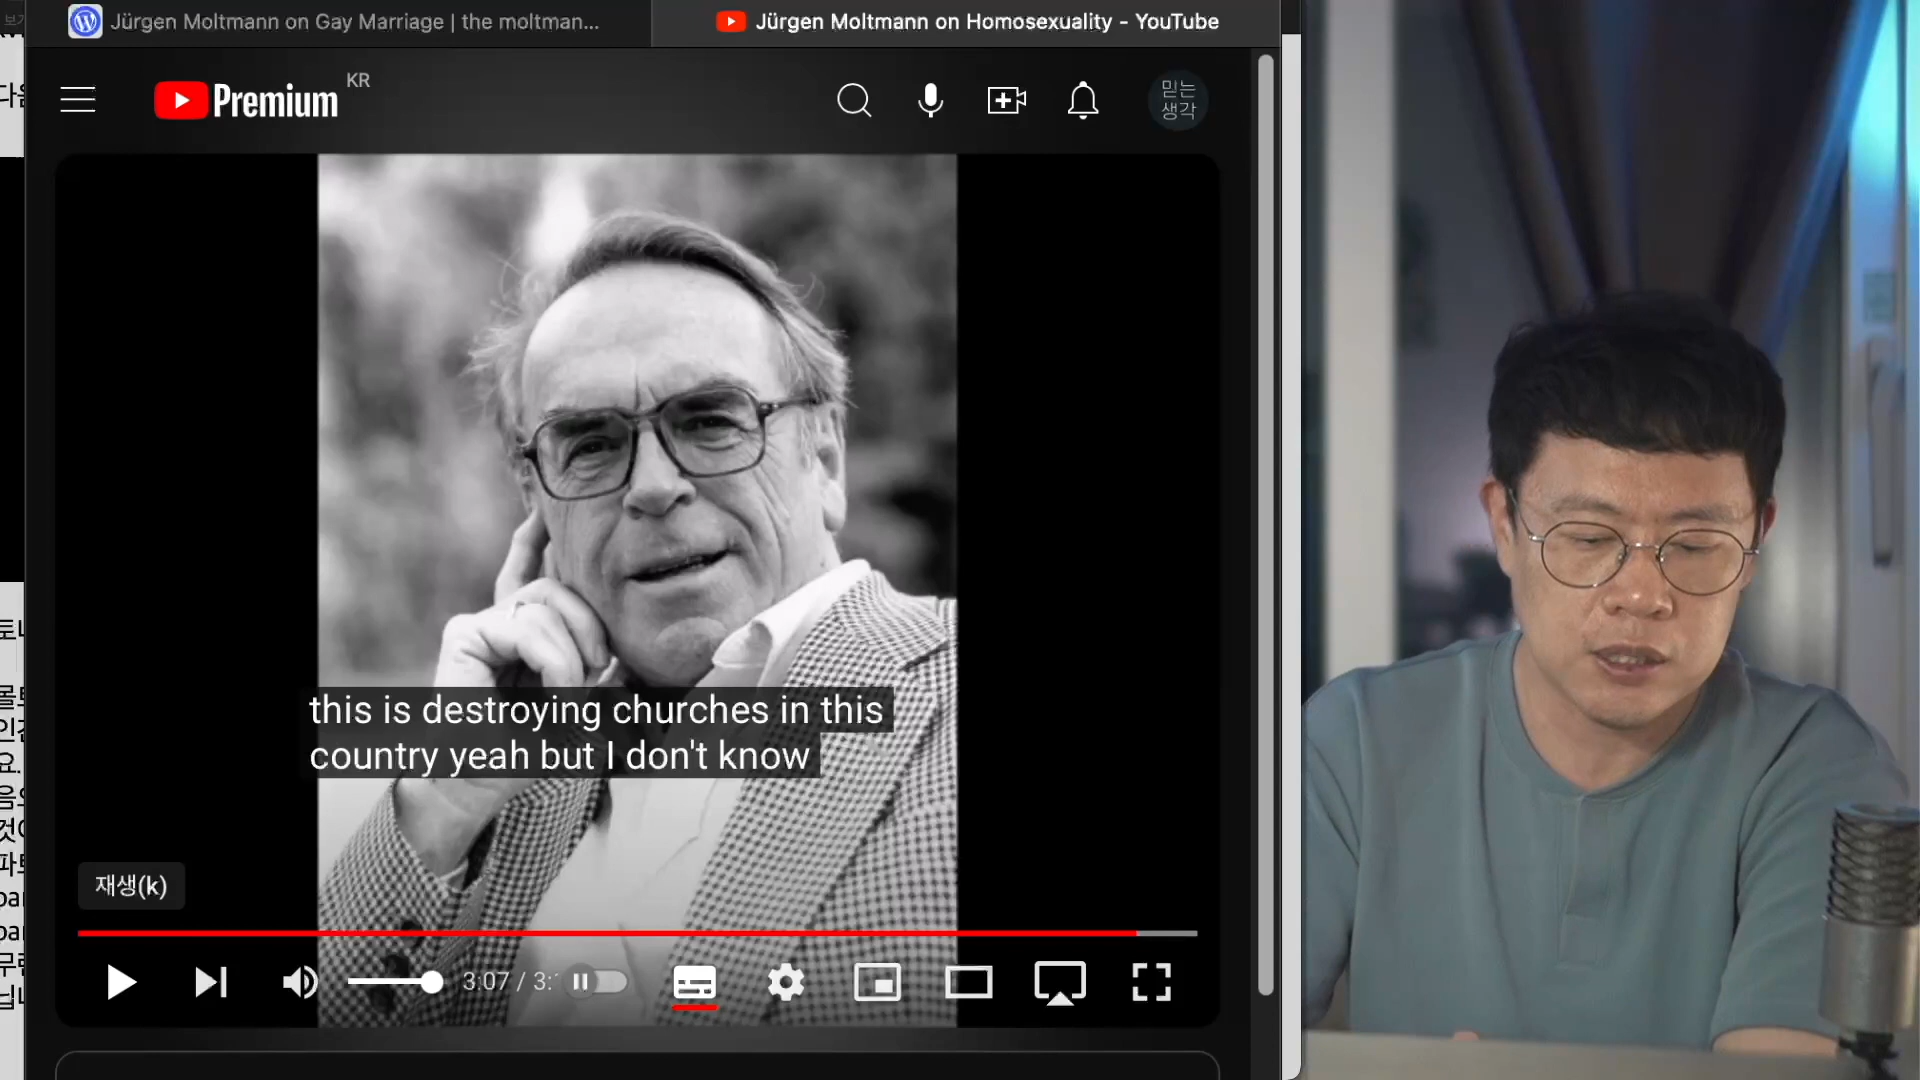 Jürgen Moltmann on Gay Marriage | the moltman...
Jürgen Moltmann on Homosexuality - YouTube
Premium KR
믿는
생각
this is destroying churches in this
country yeah but I don't know
재생(k)
3:07 / 3: